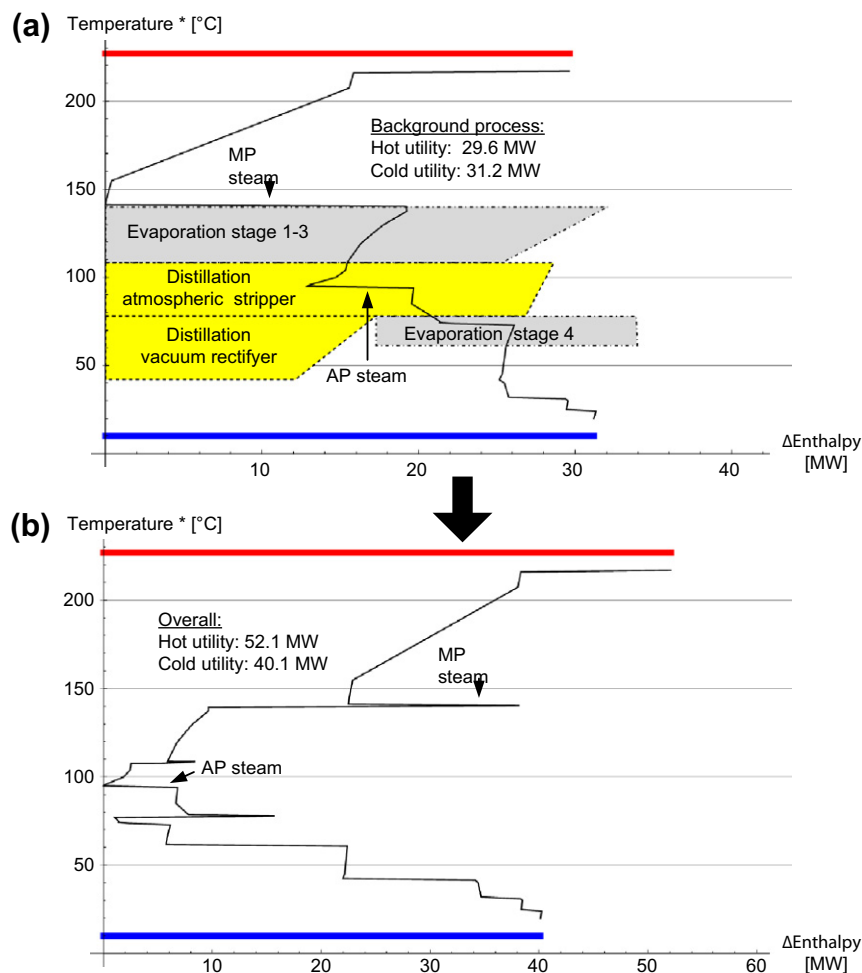 (a)
Temperature * [°C]
200
150
100
50
Background process:
Hot utility: 29.6 MW
Cold utility: 31.2 MW
MP
steam
Evaporation stage 1-3
Distillation
atmospheric stripper
Distillation
vacuum rectifyer
Evaporation stage 4
AP steam
ΔEnthalpy
[MW]
10
20
30
40
(b)
Temperature * [°C]
200
150
100
50
Overall:
Hot utility: 52.1 MW
Cold utility: 40.1 MW
MP
steam
AP steam
ΔEnthalpy
[MW]
10
20
30
40
50
60